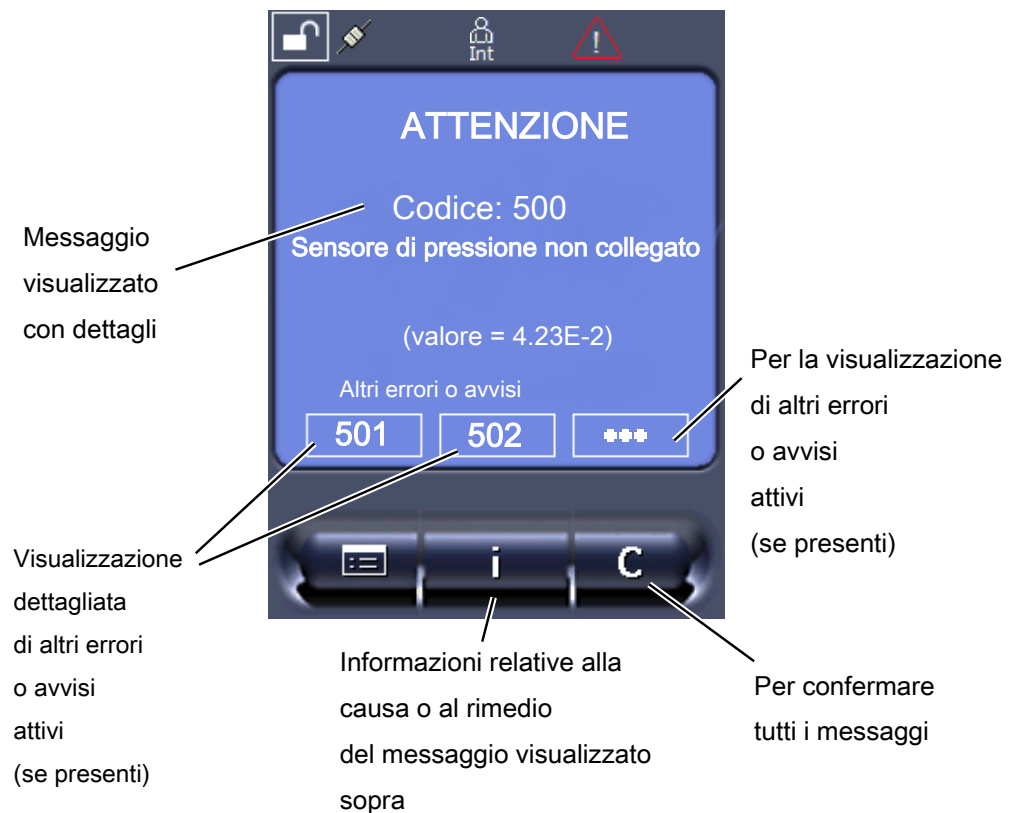 Int
!
ATTENZIONE
Codice: 500
Sensore di pressione non collegato
(valore = 4.23E-2)
Altri errori o avvisi
501
502
•••
i
C
Messaggio
visualizzato
con dettagli
Per la visualizzazione
di altri errori
o avvisi
attivi
(se presenti)
Visualizzazione
dettagliata
di altri errori
o avvisi
attivi
(se presenti)
Informazioni relative alla
causa o al rimedio
del messaggio visualizzato
sopra
Per confermare
tutti i messaggi